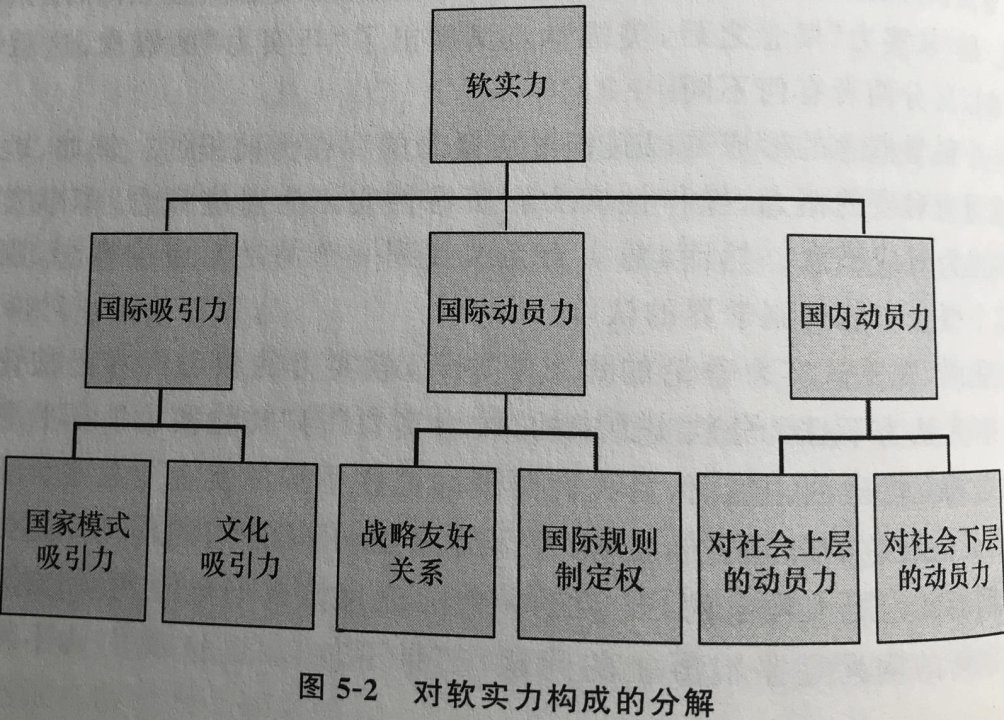 软实力
国际吸引力
国际动员力
国内动员力
国家模式
吸引力
文化
吸引力
战略友好
关系
国际规则
制定权
对社会上层
的动员力
对社会下层
的动员力
图 5-2 对软实力构成的分解